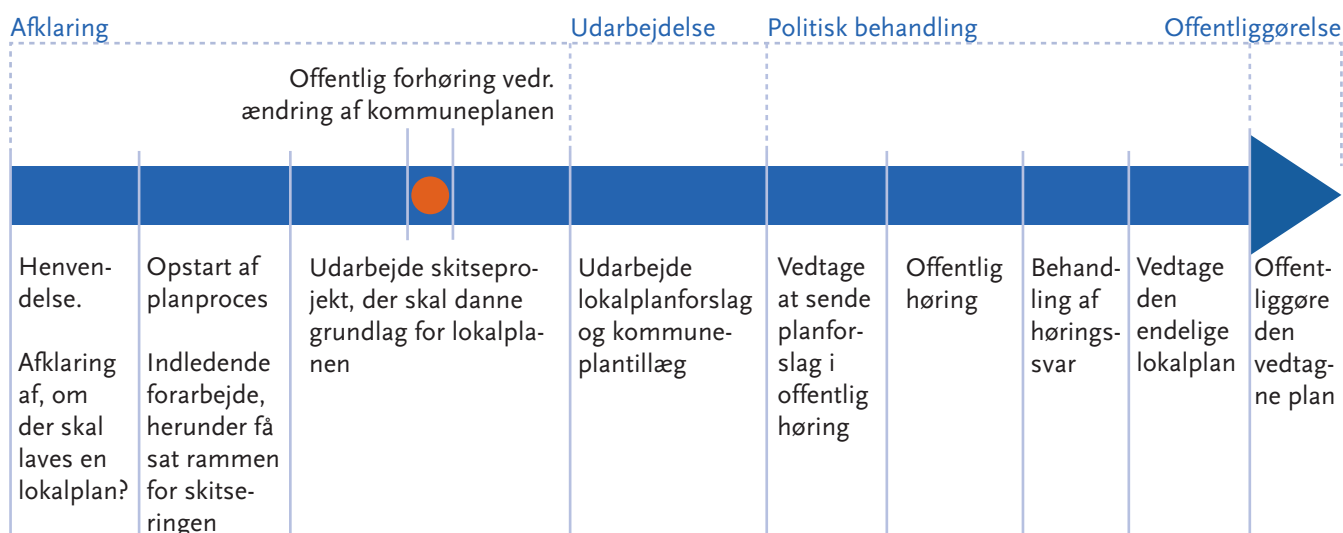 Afklaring
Udarbejdelse
Politisk behandling
Offentliggørelse
Offentlig forhøring vedr.
ændring af kommuneplanen
Henven-
delse.
Afklaring
af, om
der skal
laves en
lokalplan?
Opstart af
planproces
Indledende
forarbejde,
herunder få
sat rammen
for skitse-
ringen
Udarbejde skitsepro-
jekt, der skal danne
grundlag for lokalpla-
nen
Udarbejde
lokalplanforslag
og kommune-
plantillæg
Vedtage
at sende
planfor-
slag i
offentlig
høring
Offentlig
høring
Behand-
ling af
hørings-
svar
Vedtage
den
endelige
lokalplan
Offent-
liggøre
den
vedtag-
ne plan